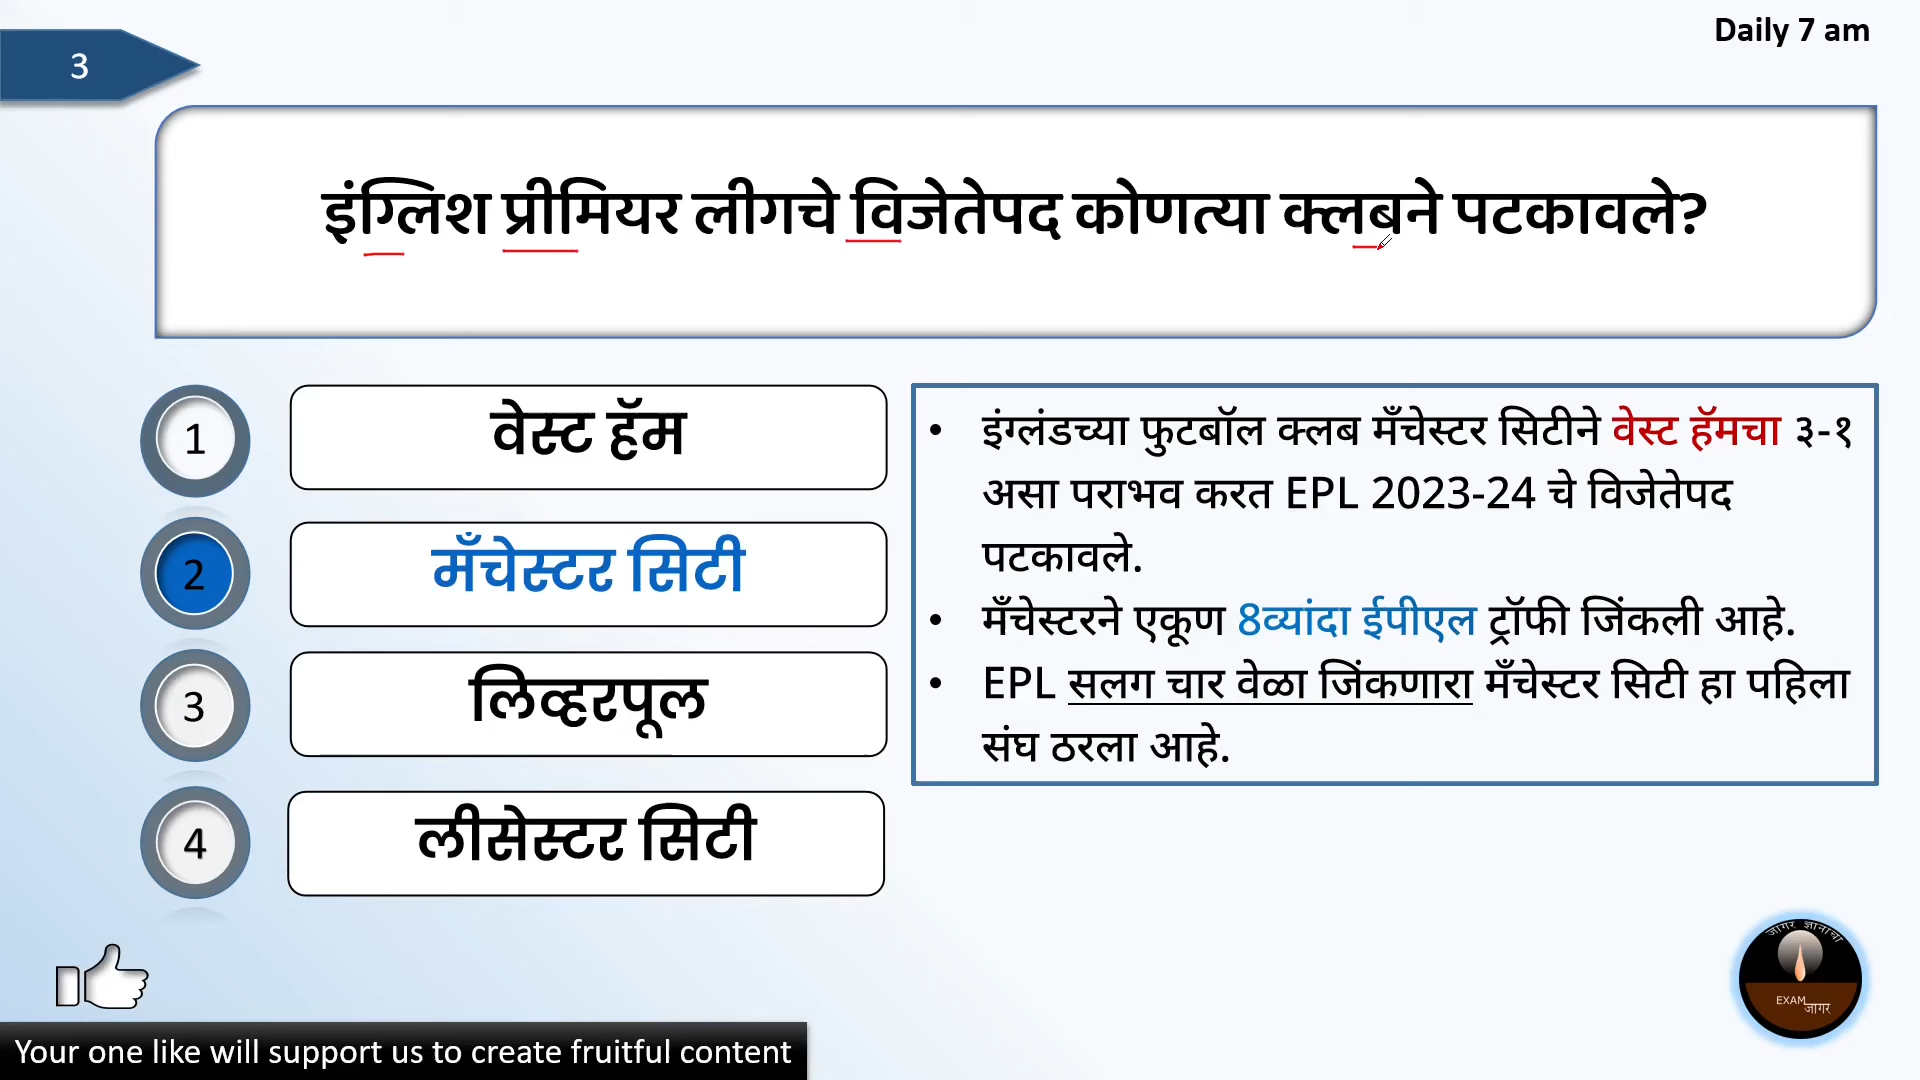 Daily 7 am
3
इंग्लिश प्रीमियर लीगचे विजेतेपद कोणत्या क्लबने पटकावले?
1
वेस्ट हॅम
2
मँचेस्टर सिटी
3
लिव्हरपूल
4
लीसेस्टर सिटी
• इंग्लंडच्या फुटबॉल क्लब मँचेस्टर सिटीने वेस्ट हॅमचा ३-१
असा पराभव करत EPL 2023-24 चे विजेतेपद
पटकावले.
• मँचेस्टरने एकूण 8व्यांदा ईपीएल ट्रॉफी जिंकली आहे.
• EPL सलग चार वेळा जिंकणारा मँचेस्टर सिटी हा पहिला
संघ ठरला आहे.
जागर ज्ञानाचा
EXAM
जागर
Your one like will support us to create fruitful content